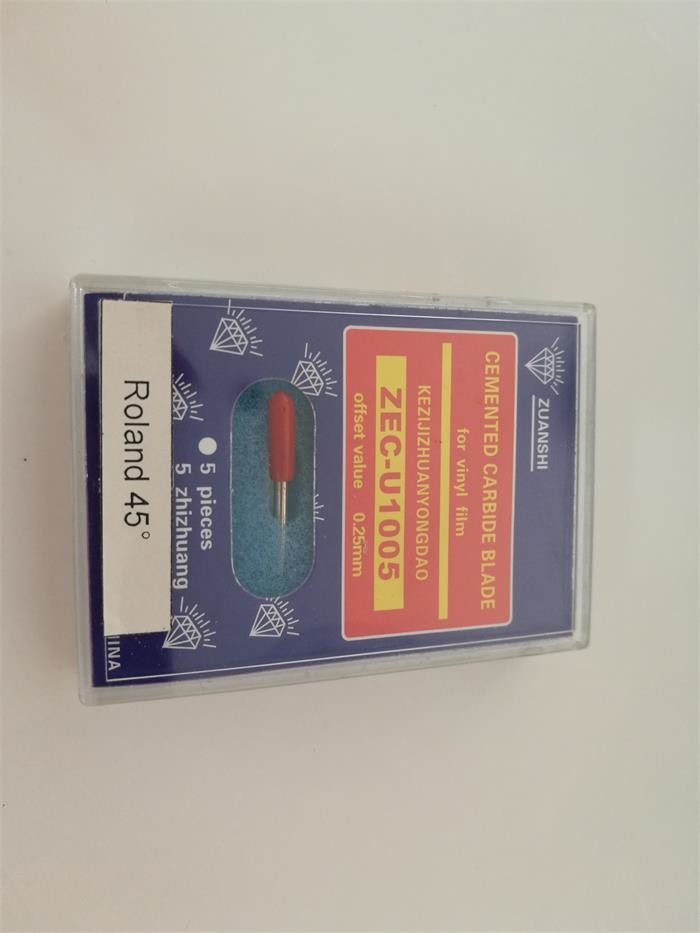 ZUANSHI
CEMENTED CARBIDE BLADE
for vinyl film
KEZIJIZHUANYONGDAO
ZEC-U1005
offset value 0.25mm
5 pieces
5 zhizhuang
Roland 45°